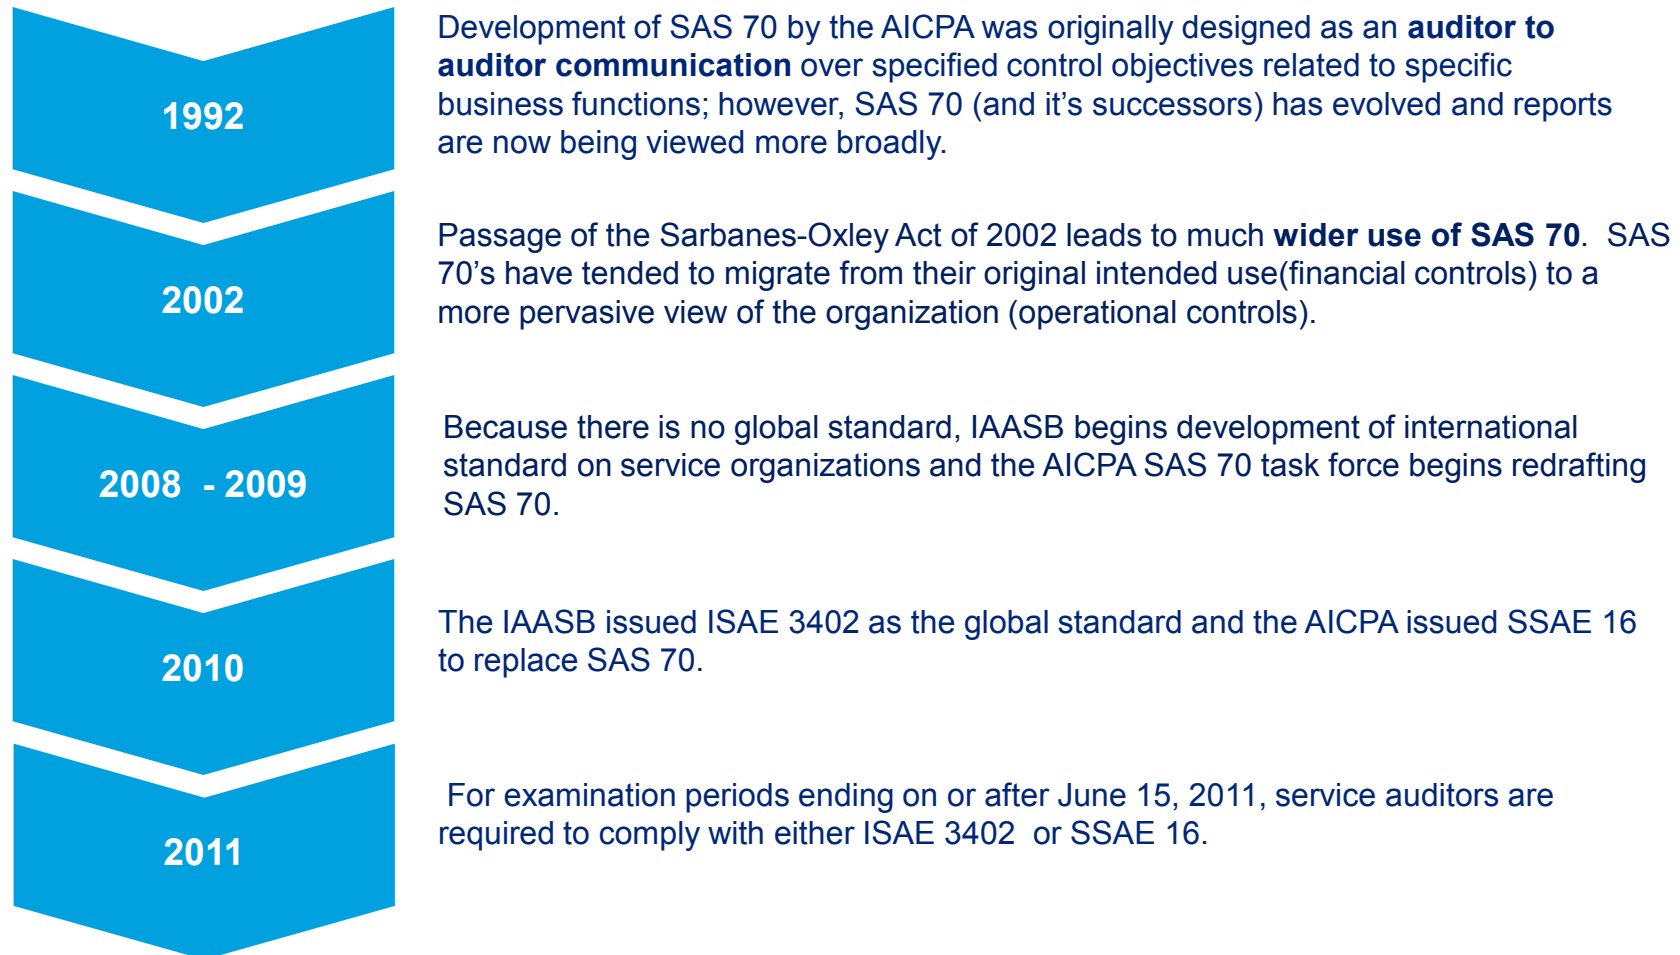 1992
Development of SAS 70 by the AICPA was originally designed as an auditor to
auditor communication over specified control objectives related to specific
business functions; however, SAS 70 (and it’s successors) has evolved and reports
are now being viewed more broadly.
2002
Passage of the Sarbanes-Oxley Act of 2002 leads to much wider use of SAS 70.  SAS
70’s have tended to migrate from their original intended use(financial controls) to a
more pervasive view of the organization (operational controls).
2008  - 2009
Because there is no global standard, IAASB begins development of international
standard on service organizations and the AICPA SAS 70 task force begins redrafting
SAS 70.
2010
The IAASB issued ISAE 3402 as the global standard and the AICPA issued SSAE 16
to replace SAS 70.
2011
For examination periods ending on or after June 15, 2011, service auditors are
required to comply with either ISAE 3402  or SSAE 16.